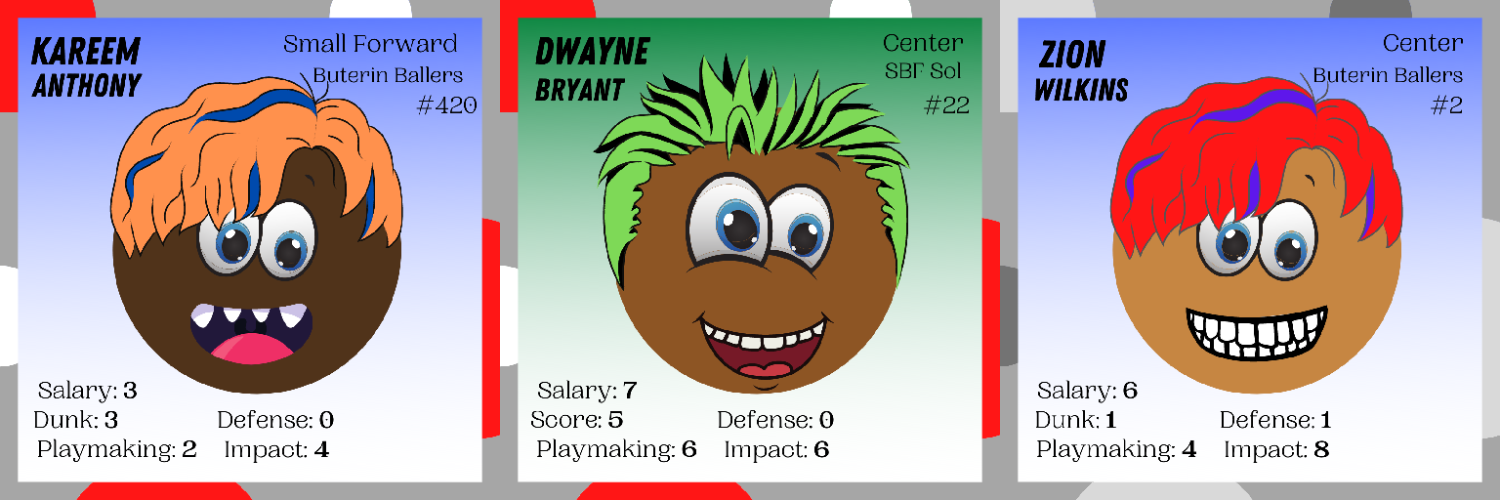 KAREEM
ANTHONY
Small Forward
Buterin Ballers
#420
Salary: 3
Dunk: 3 Defense: 0
Playmaking: 2 Impact: 4
DWAYNE
BRYANT
Center
SBF Sol
#22
Salary: 7
Score: 5 Defense: 0
Playmaking: 6 Impact: 6
ZION
WILKINS
Center
Buterin Ballers
#2
Salary: 6
Dunk: 1 Defense: 1
Playmaking: 4 Impact: 8